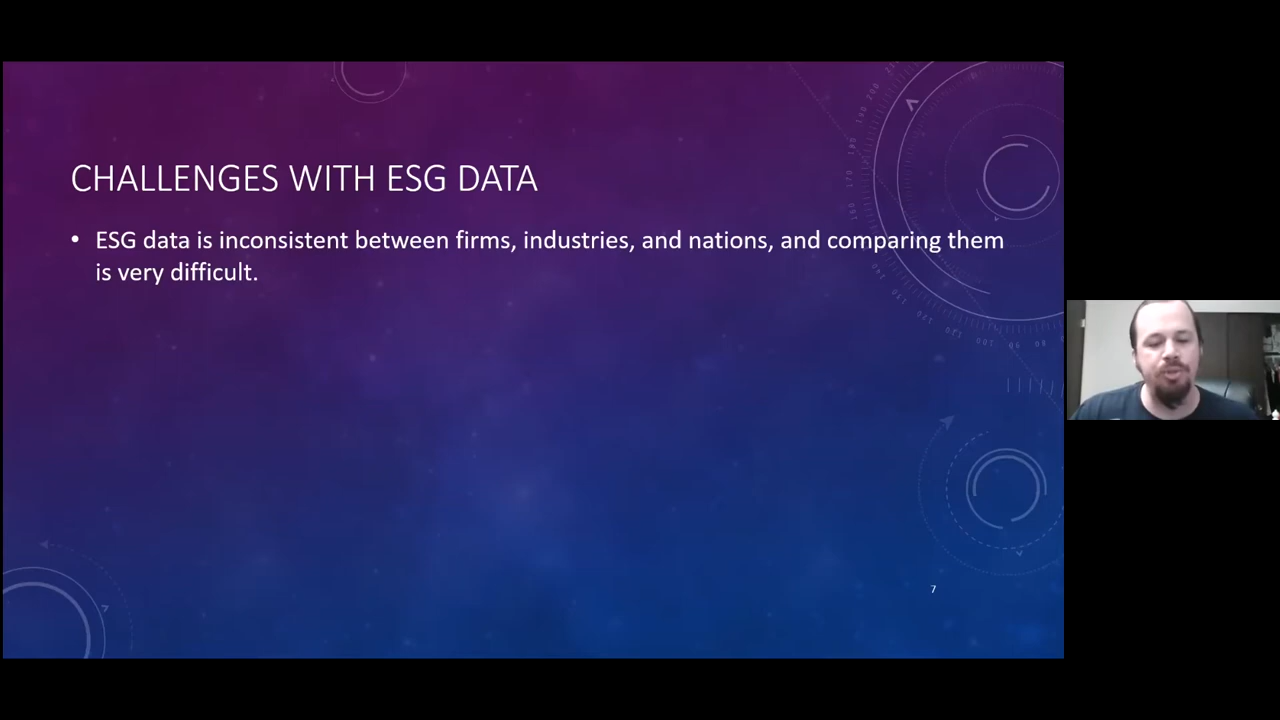 CHALLENGES WITH ESG DATA
• ESG data is inconsistent between firms, industries, and nations, and comparing them
is very difficult.
7